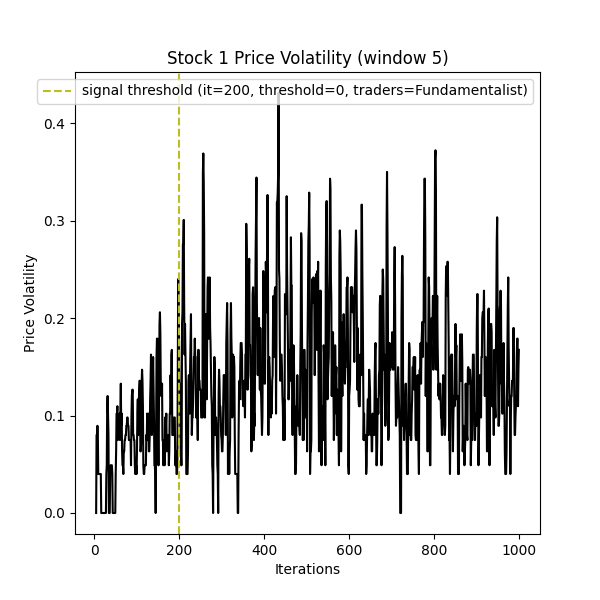 Stock 1 Price Volatility (window 5)
signal threshold (it=200, threshold=0, traders=Fundamentalist)
0.4
0.3
0.2
0.1
0.0
Price Volatility
0
200
400
600
800
1000
Iterations